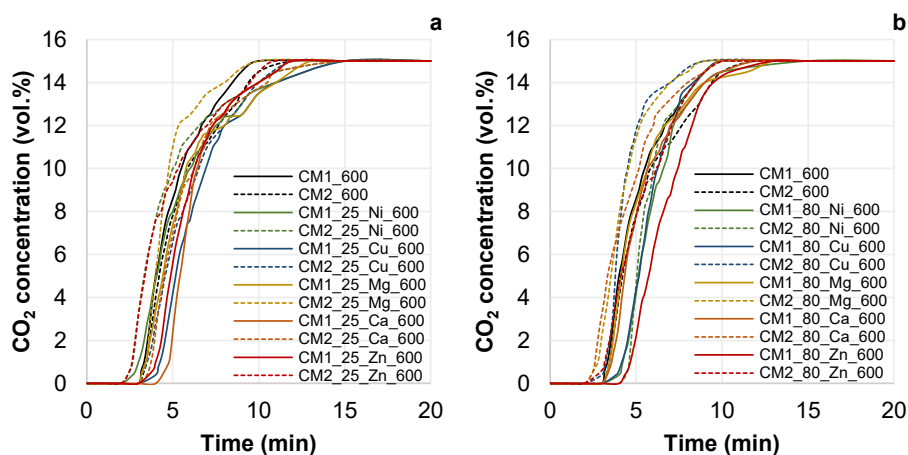 a
CO2 concentration (vol.%)
16
14
12
10
8
6
4
2
0
0 5 10 15 20
Time (min)
CM1_600
CM2_600
CM1_25_Ni_600
CM2_25_Ni_600
CM1_25_Cu_600
CM2_25_Cu_600
CM1_25_Mg_600
CM2_25_Mg_600
CM1_25_Ca_600
CM2_25_Ca_600
CM1_25_Zn_600
CM2_25_Zn_600
b
CO2 concentration (vol.%)
16
14
12
10
8
6
4
2
0
0 5 10 15 20
Time (min)
CM1_600
CM2_600
CM1_80_Ni_600
CM2_80_Ni_600
CM1_80_Cu_600
CM2_80_Cu_600
CM1_80_Mg_600
CM2_80_Mg_600
CM1_80_Ca_600
CM2_80_Ca_600
CM1_80_Zn_600
CM2_80_Zn_600